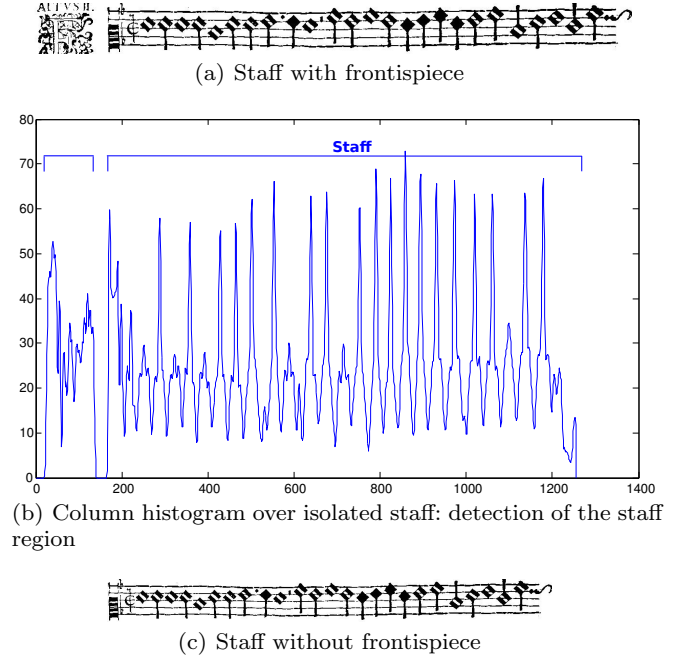 ACTVS II.
(a) Staff with frontispiece
80
Staff
70
60
50
40
30
20
10
0
0 200 400 600 800 1000 1200 1400
(b) Column histogram over isolated staff: detection of the staff
region
(c) Staff without frontispiece